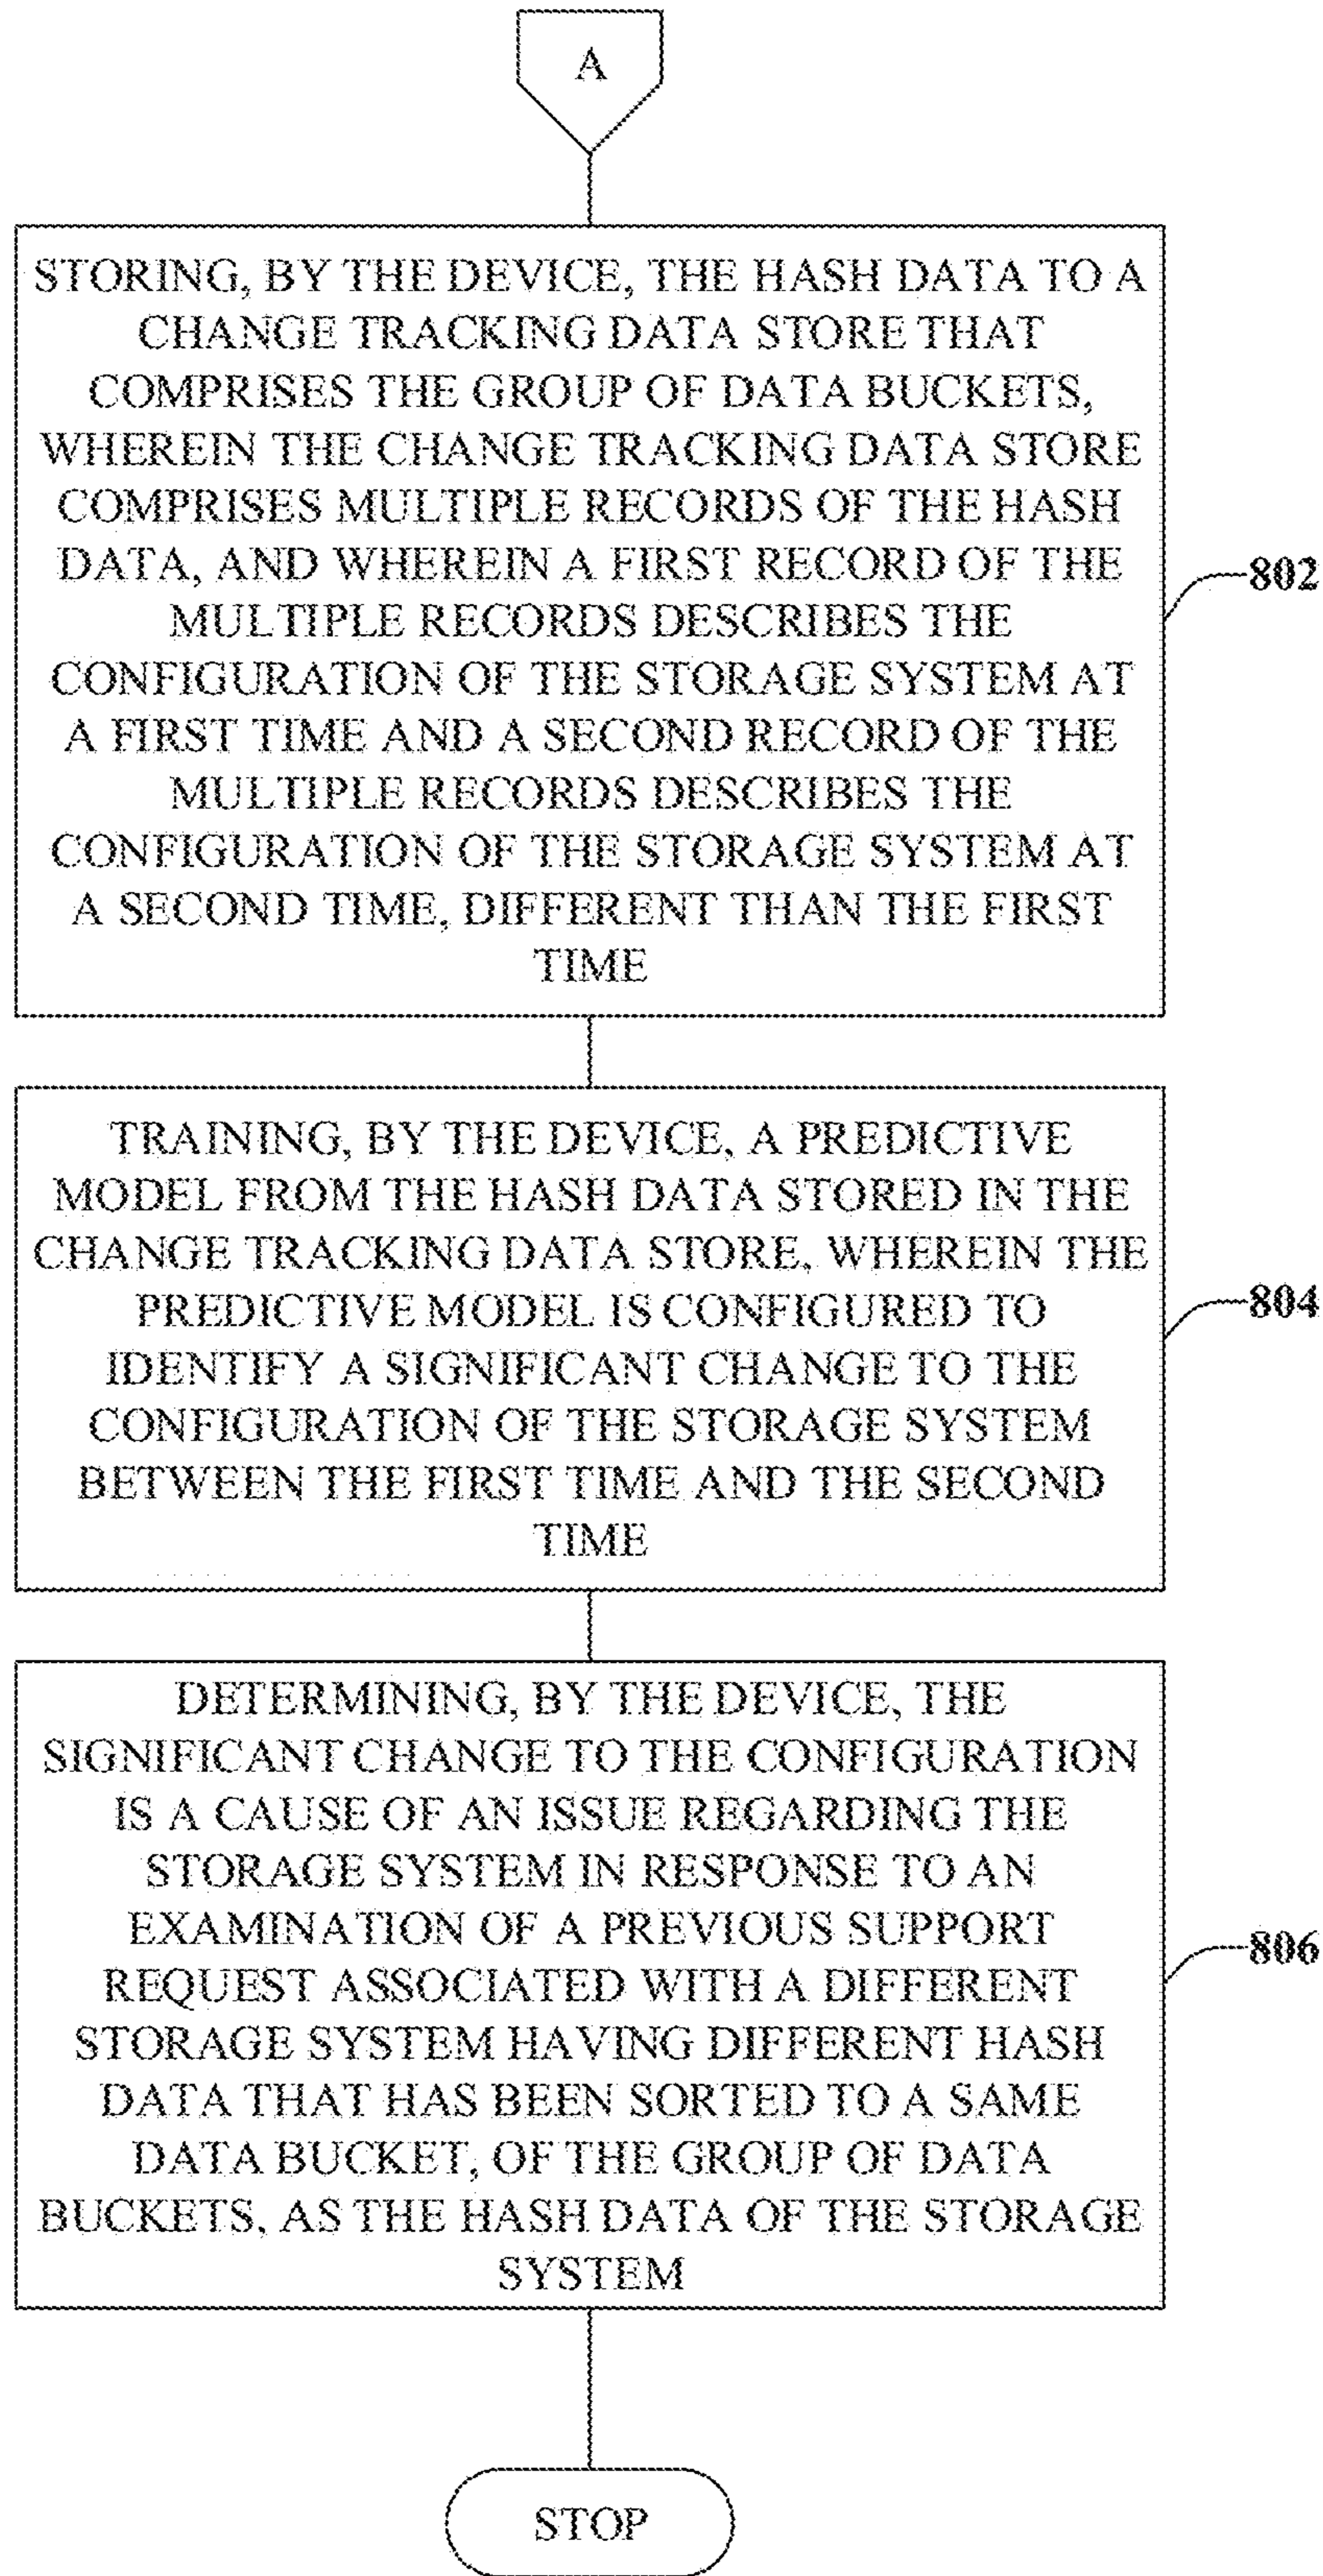 A
STORING, BY THE DEVICE, THE HASH DATA TO A
CHANGE TRACKING DATA STORE THAT
COMPRISES THE GROUP OF DATA BUCKETS,
WHEREIN THE CHANGE TRACKING DATA STORE
COMPRISES MULTIPLE RECORDS OF THE HASH
DATA, AND WHEREIN A FIRST RECORD OF THE
MULTIPLE RECORDS DESCRIBES THE
CONFIGURATION OF THE STORAGE SYSTEM AT
A FIRST TIME AND A SECOND RECORD OF THE
MULTIPLE RECORDS DESCRIBES THE
CONFIGURATION OF THE STORAGE SYSTEM AT
A SECOND TIME, DIFFERENT THAN THE FIRST
TIME
802
TRAINING, BY THE DEVICE, A PREDICTIVE
MODEL FROM THE HASH DATA STORED IN THE
CHANGE TRACKING DATA STORE, WHEREIN THE
PREDICTIVE MODEL IS CONFIGURED TO
IDENTIFY A SIGNIFICANT CHANGE TO THE
CONFIGURATION OF THE STORAGE SYSTEM
BETWEEN THE FIRST TIME AND THE SECOND
TIME
804
DETERMINING, BY THE DEVICE, THE
SIGNIFICANT CHANGE TO THE CONFIGURATION
IS A CAUSE OF AN ISSUE REGARDING THE
STORAGE SYSTEM IN RESPONSE TO AN
EXAMINATION OF A PREVIOUS SUPPORT
REQUEST ASSOCIATED WITH A DIFFERENT
STORAGE SYSTEM HAVING DIFFERENT HASH
DATA THAT HAS BEEN SORTED TO A SAME
DATA BUCKET, OF THE GROUP OF DATA
BUCKETS, AS THE HASH DATA OF THE STORAGE
SYSTEM
806
STOP